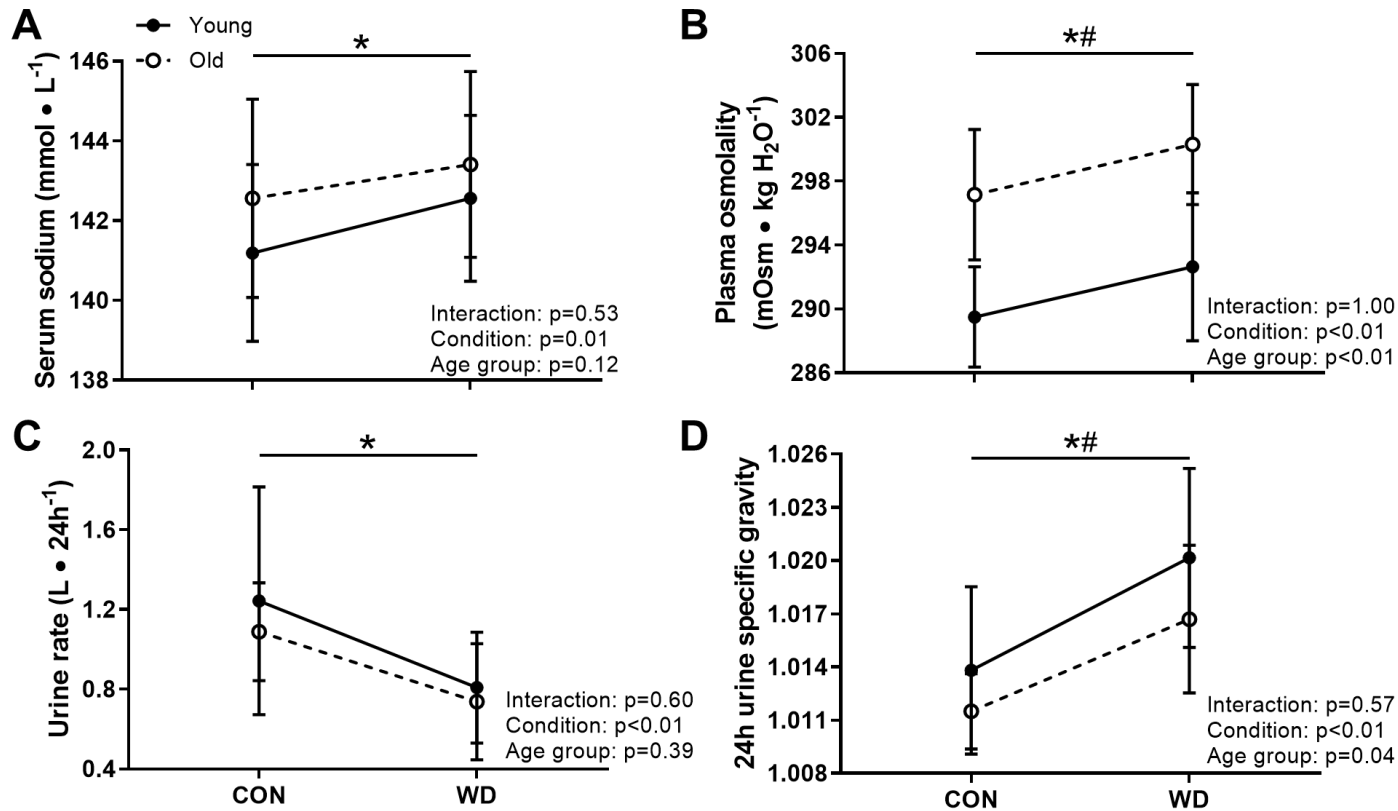 A
Young
Old
*
Serum sodium (mmol • L⁻¹)
146
144
142
140
138
Interaction: p=0.53
Condition: p=0.01
Age group: p=0.12
B
*#
Plasma osmolality
(mOsm • kg H₂O⁻¹)
306
302
298
294
290
286
Interaction: p=1.00
Condition: p<0.01
Age group: p<0.01
C
*
Urine rate (L • 24h⁻¹)
2.0
1.6
1.2
0.8
0.4
Interaction: p=0.60
Condition: p<0.01
Age group: p=0.39
CON WD
D
*#
24h urine specific gravity
1.026
1.023
1.020
1.017
1.014
1.011
1.008
Interaction: p=0.57
Condition: p<0.01
Age group: p=0.04
CON WD